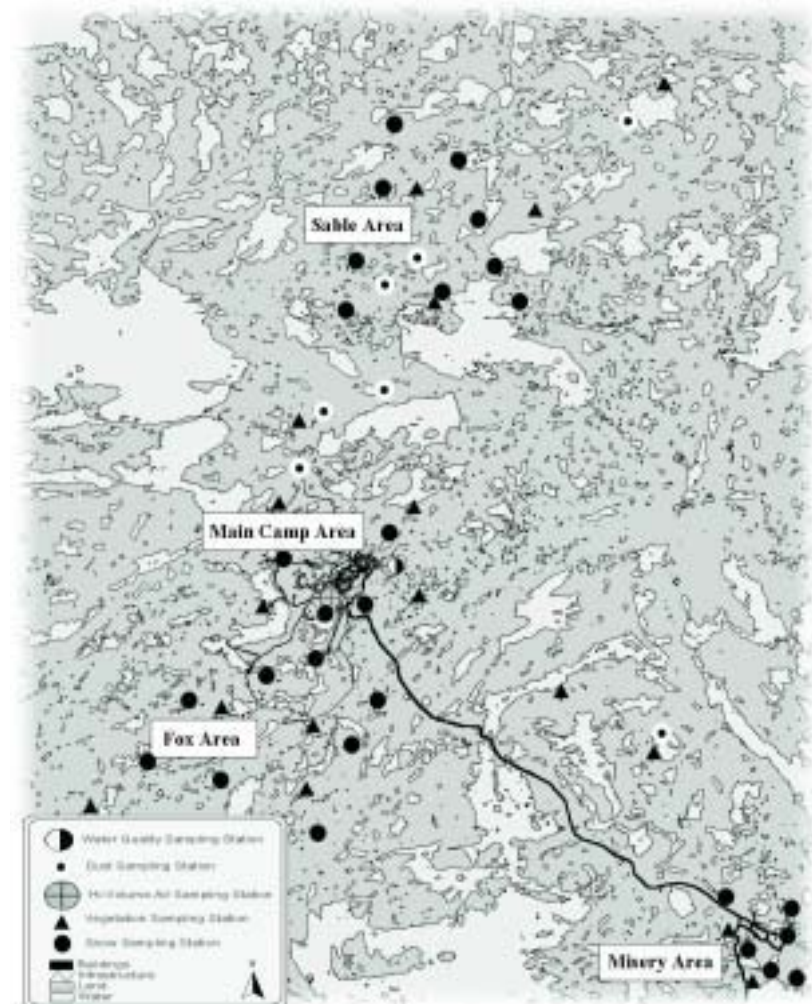 Sable Area
Main Camp Area
Fox Area
Misery Area
Water Quality Sampling Station
Dust Sampling Station
Hi-Volume Air Sampling Station
Vegetation Sampling Station
Snow Sampling Station
Buildings
Infrastructure
Land
Water